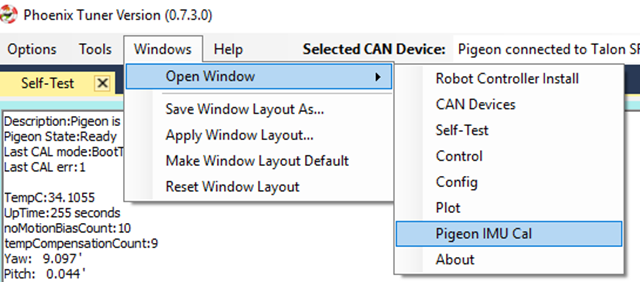 Phoenix Tuner Version (0.7.3.0)
Options Tools Windows Help Selected CAN Device: Pigeon connected to Talon
Self-Test X
Open Window
Save Window Layout As...
Apply Window Layout...
Make Window Layout Default
Reset Window Layout
Robot Controller Install
CAN Devices
Self-Test
Control
Config
Plot
Pigeon IMU Cal
About
Description:Pigeon is
Pigeon State:Ready
Last CAL mode:BootT
Last CAL err:1
TempC:34.1055
UpTime:255 seconds
noMotionBiasCount:10
tempCompensationCount:9
Yaw: 9.097'
Pitch: 0.044'